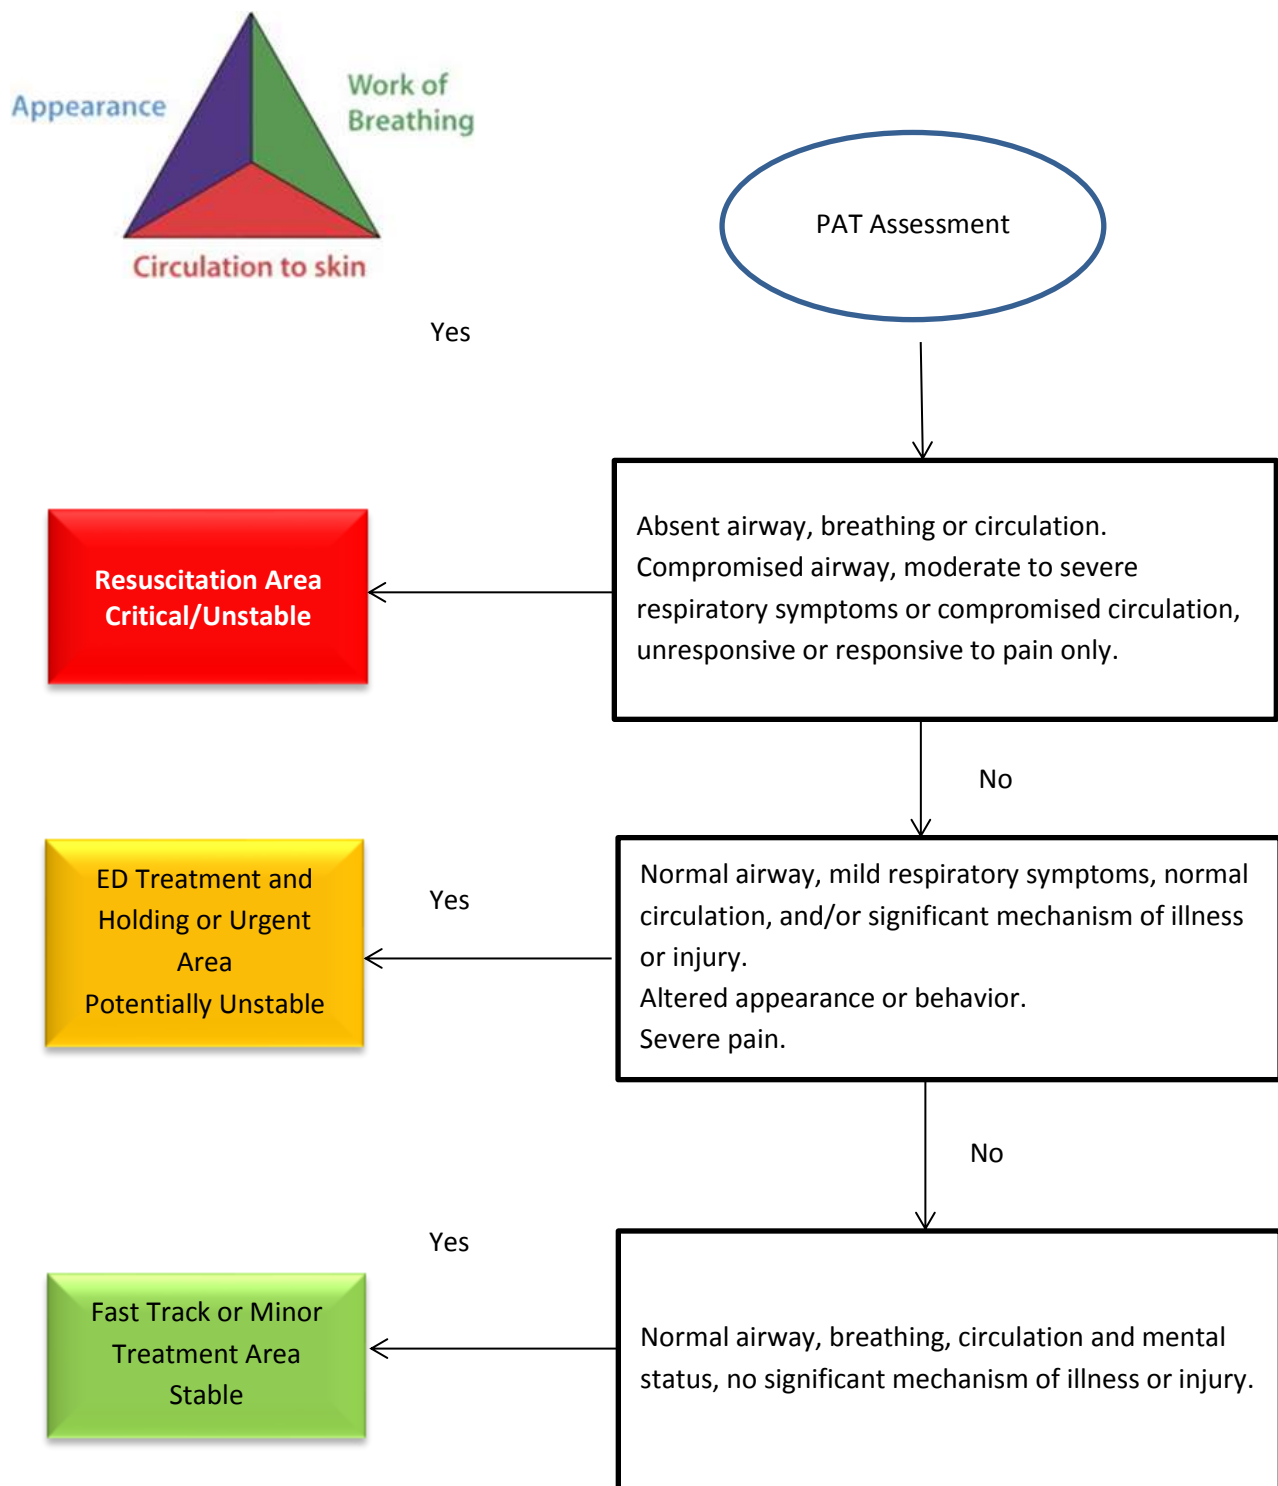 Appearance
Work of
Breathing
Circulation to skin
PAT Assessment
Yes
Absent airway, breathing or circulation.
Compromised airway, moderate to severe
respiratory symptoms or compromised circulation,
unresponsive or responsive to pain only.
Resuscitation Area
Critical/Unstable
No
Normal airway, mild respiratory symptoms, normal
circulation, and/or significant mechanism of illness
or injury.
Altered appearance or behavior.
Severe pain.
Yes
ED Treatment and
Holding or Urgent
Area
Potentially Unstable
No
Yes
Normal airway, breathing, circulation and mental
status, no significant mechanism of illness or injury.
Fast Track or Minor
Treatment Area
Stable